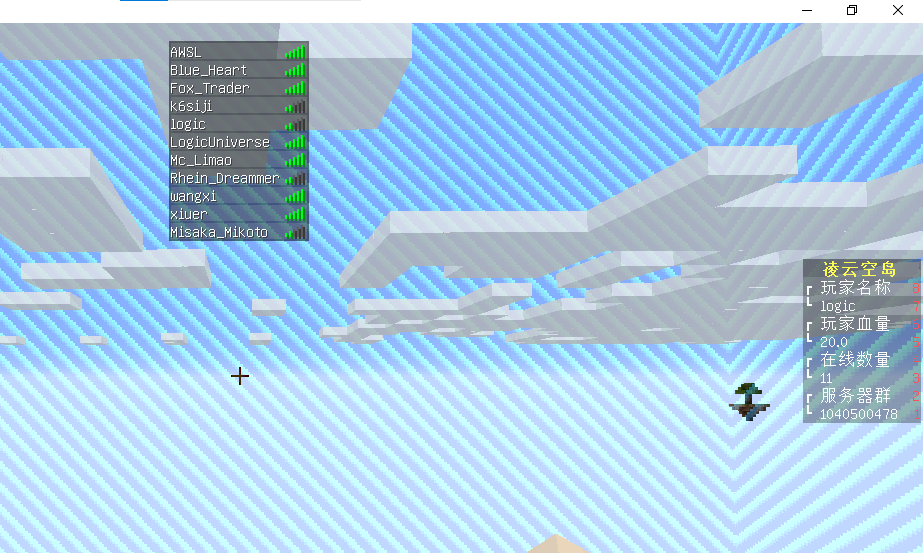 AWSL
Blue_Heart
Fox_Trader
k6siji
logic
LogicUniverse
Mc_Limao
Rhein_Dreammer
wangxi
xiuer
Misaka_Mikoto
凌云空岛
┏ 玩家名称
┗ logic
┏ 玩家血量
┗ 20.0
┏ 在线数量
┗ 11
┏ 服务器群
┗ 1040500478